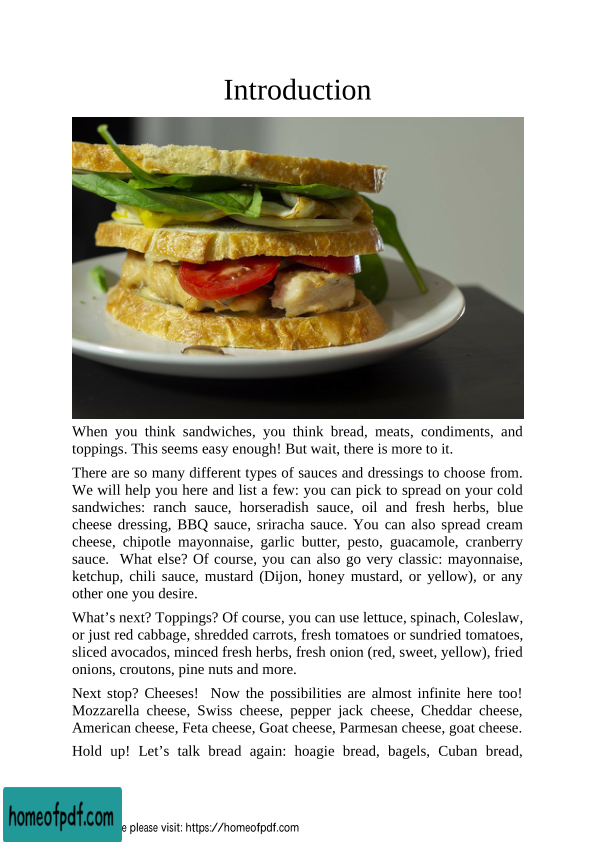 Introduction
When you think sandwiches, you think bread, meats, condiments, and
toppings. This seems easy enough! But wait, there is more to it.
There are so many different types of sauces and dressings to choose from.
We will help you here and list a few: you can pick to spread on your cold
sandwiches: ranch sauce, horseradish sauce, oil and fresh herbs, blue
cheese dressing, BBQ sauce, sriracha sauce. You can also spread cream
cheese, chipotle mayonnaise, garlic butter, pesto, guacamole, cranberry
sauce.  What else? Of course, you can also go very classic: mayonnaise,
ketchup, chili sauce, mustard (Dijon, honey mustard, or yellow), or any
other one you desire.
What’s next? Toppings? Of course, you can use lettuce, spinach, Coleslaw,
or just red cabbage, shredded carrots, fresh tomatoes or sundried tomatoes,
sliced avocados, minced fresh herbs, fresh onion (red, sweet, yellow), fried
onions, croutons, pine nuts and more.
Next stop? Cheeses!  Now the possibilities are almost infinite here too!
Mozzarella cheese, Swiss cheese, pepper jack cheese, Cheddar cheese,
American cheese, Feta cheese, Goat cheese, Parmesan cheese, goat cheese.
Hold up! Let’s talk bread again: hoagie bread, bagels, Cuban bread,
homeofpdf.com
e please visit: https://homeofpdf.com